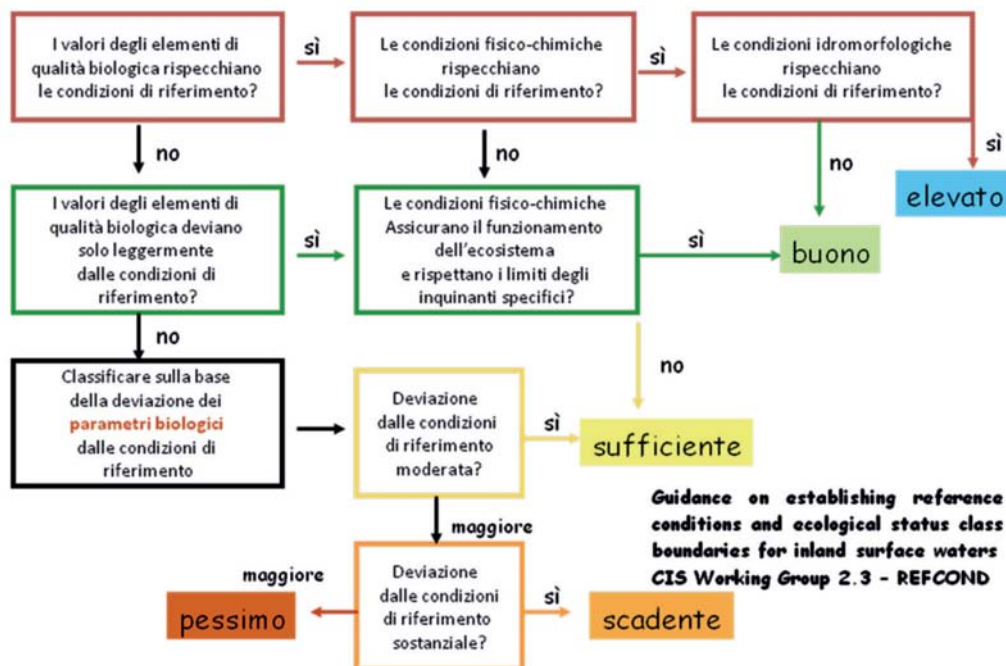 I valori degli elementi di
qualità biologica rispecchiano
le condizioni di riferimento?
sì
Le condizioni fisico-chimiche
rispecchiano
le condizioni di riferimento?
sì
Le condizioni idromorfologiche
rispecchiano
le condizioni di riferimento?
no
no
no
sì
elevato
I valori degli elementi di
qualità biologica deviano
solo leggermente
dalle condizioni di
riferimento?
sì
Le condizioni fisico-chimiche
Assicurano il funzionamento
dell'ecosistema
e rispettano i limiti degli
inquinanti specifici?
sì
buono
no
no
Classificare sulla base
della deviazione dei
parametri biologici
dalle condizioni di
riferimento
Deviazione
dalle condizioni
di riferimento
moderata?
sì
sufficiente
maggiore
Guidance on establishing reference
conditions and ecological status class
boundaries for inland surface waters
CIS Working Group 2.3 - REFCOND
pessimo
maggiore
Deviazione
dalle condizioni
di riferimento
sostanziale?
sì
scadente